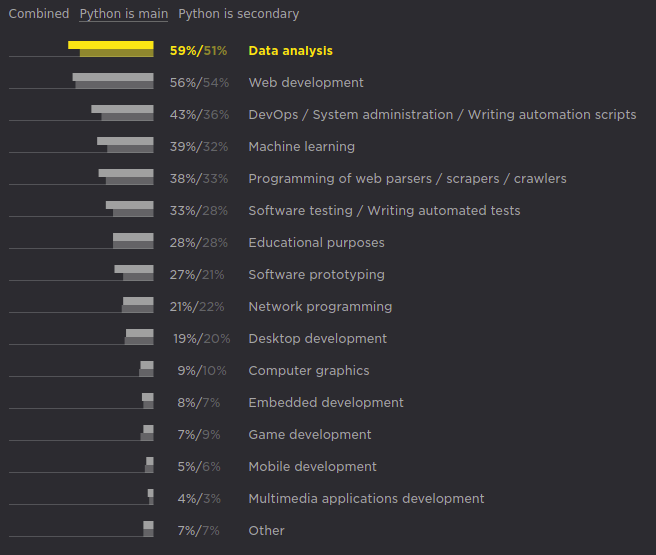 Combined Python is main Python is secondary
59%/51% Data analysis
56%/54% Web development
43%/36% DevOps / System administration / Writing automation scripts
39%/32% Machine learning
38%/33% Programming of web parsers / scrapers / crawlers
33%/28% Software testing / Writing automated tests
28%/28% Educational purposes
27%/21% Software prototyping
21%/22% Network programming
19%/20% Desktop development
9%/10% Computer graphics
8%/7% Embedded development
7%/9% Game development
5%/6% Mobile development
4%/3% Multimedia applications development
7%/7% Other